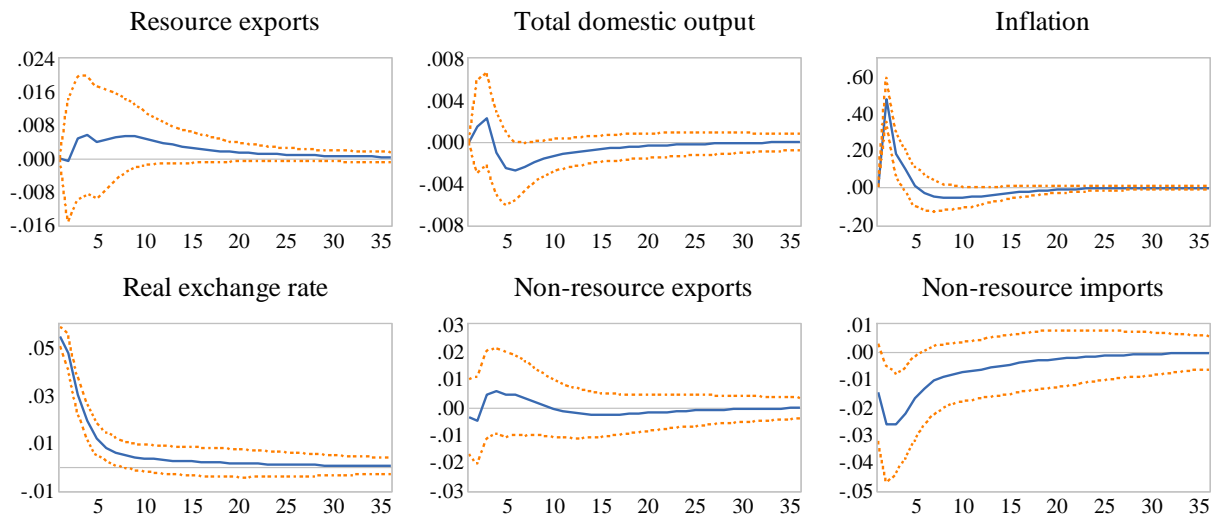 Resource exports
.024
.016
.008
.000
-.008
-.016
5 10 15 20 25 30 35
Total domestic output
.008
.004
.000
-.004
-.008
5 10 15 20 25 30 35
Inflation
.60
.40
.20
.00
-.20
5 10 15 20 25 30 35
Real exchange rate
.05
.03
.01
-.01
5 10 15 20 25 30 35
Non-resource exports
.03
.02
.01
.00
-.01
-.02
-.03
5 10 15 20 25 30 35
Non-resource imports
.01
.00
-.01
-.02
-.03
-.04
-.05
5 10 15 20 25 30 35